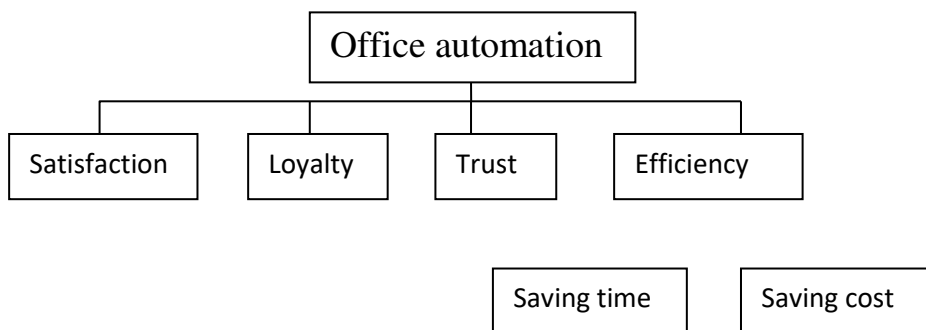 Office automation
Satisfaction
Loyalty
Trust
Efficiency
Saving time
Saving cost